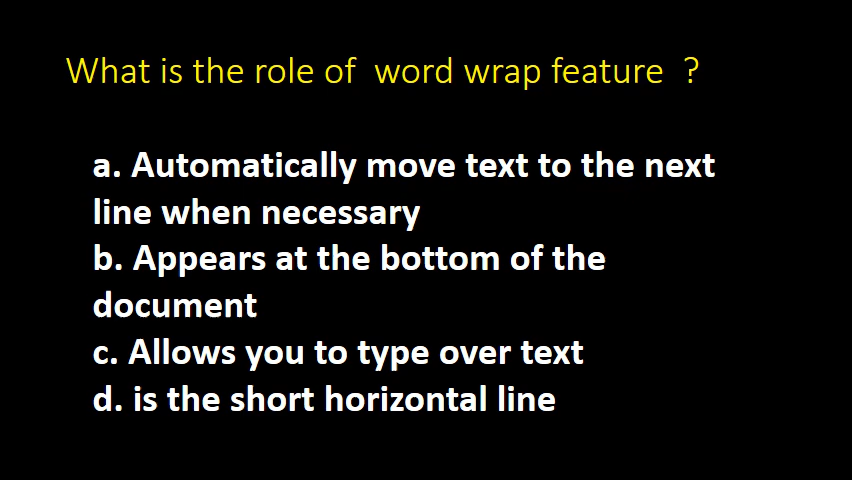 What is the role of  word wrap feature  ?
a. Automatically move text to the next
line when necessary
b. Appears at the bottom of the
document
c. Allows you to type over text
d. is the short horizontal line